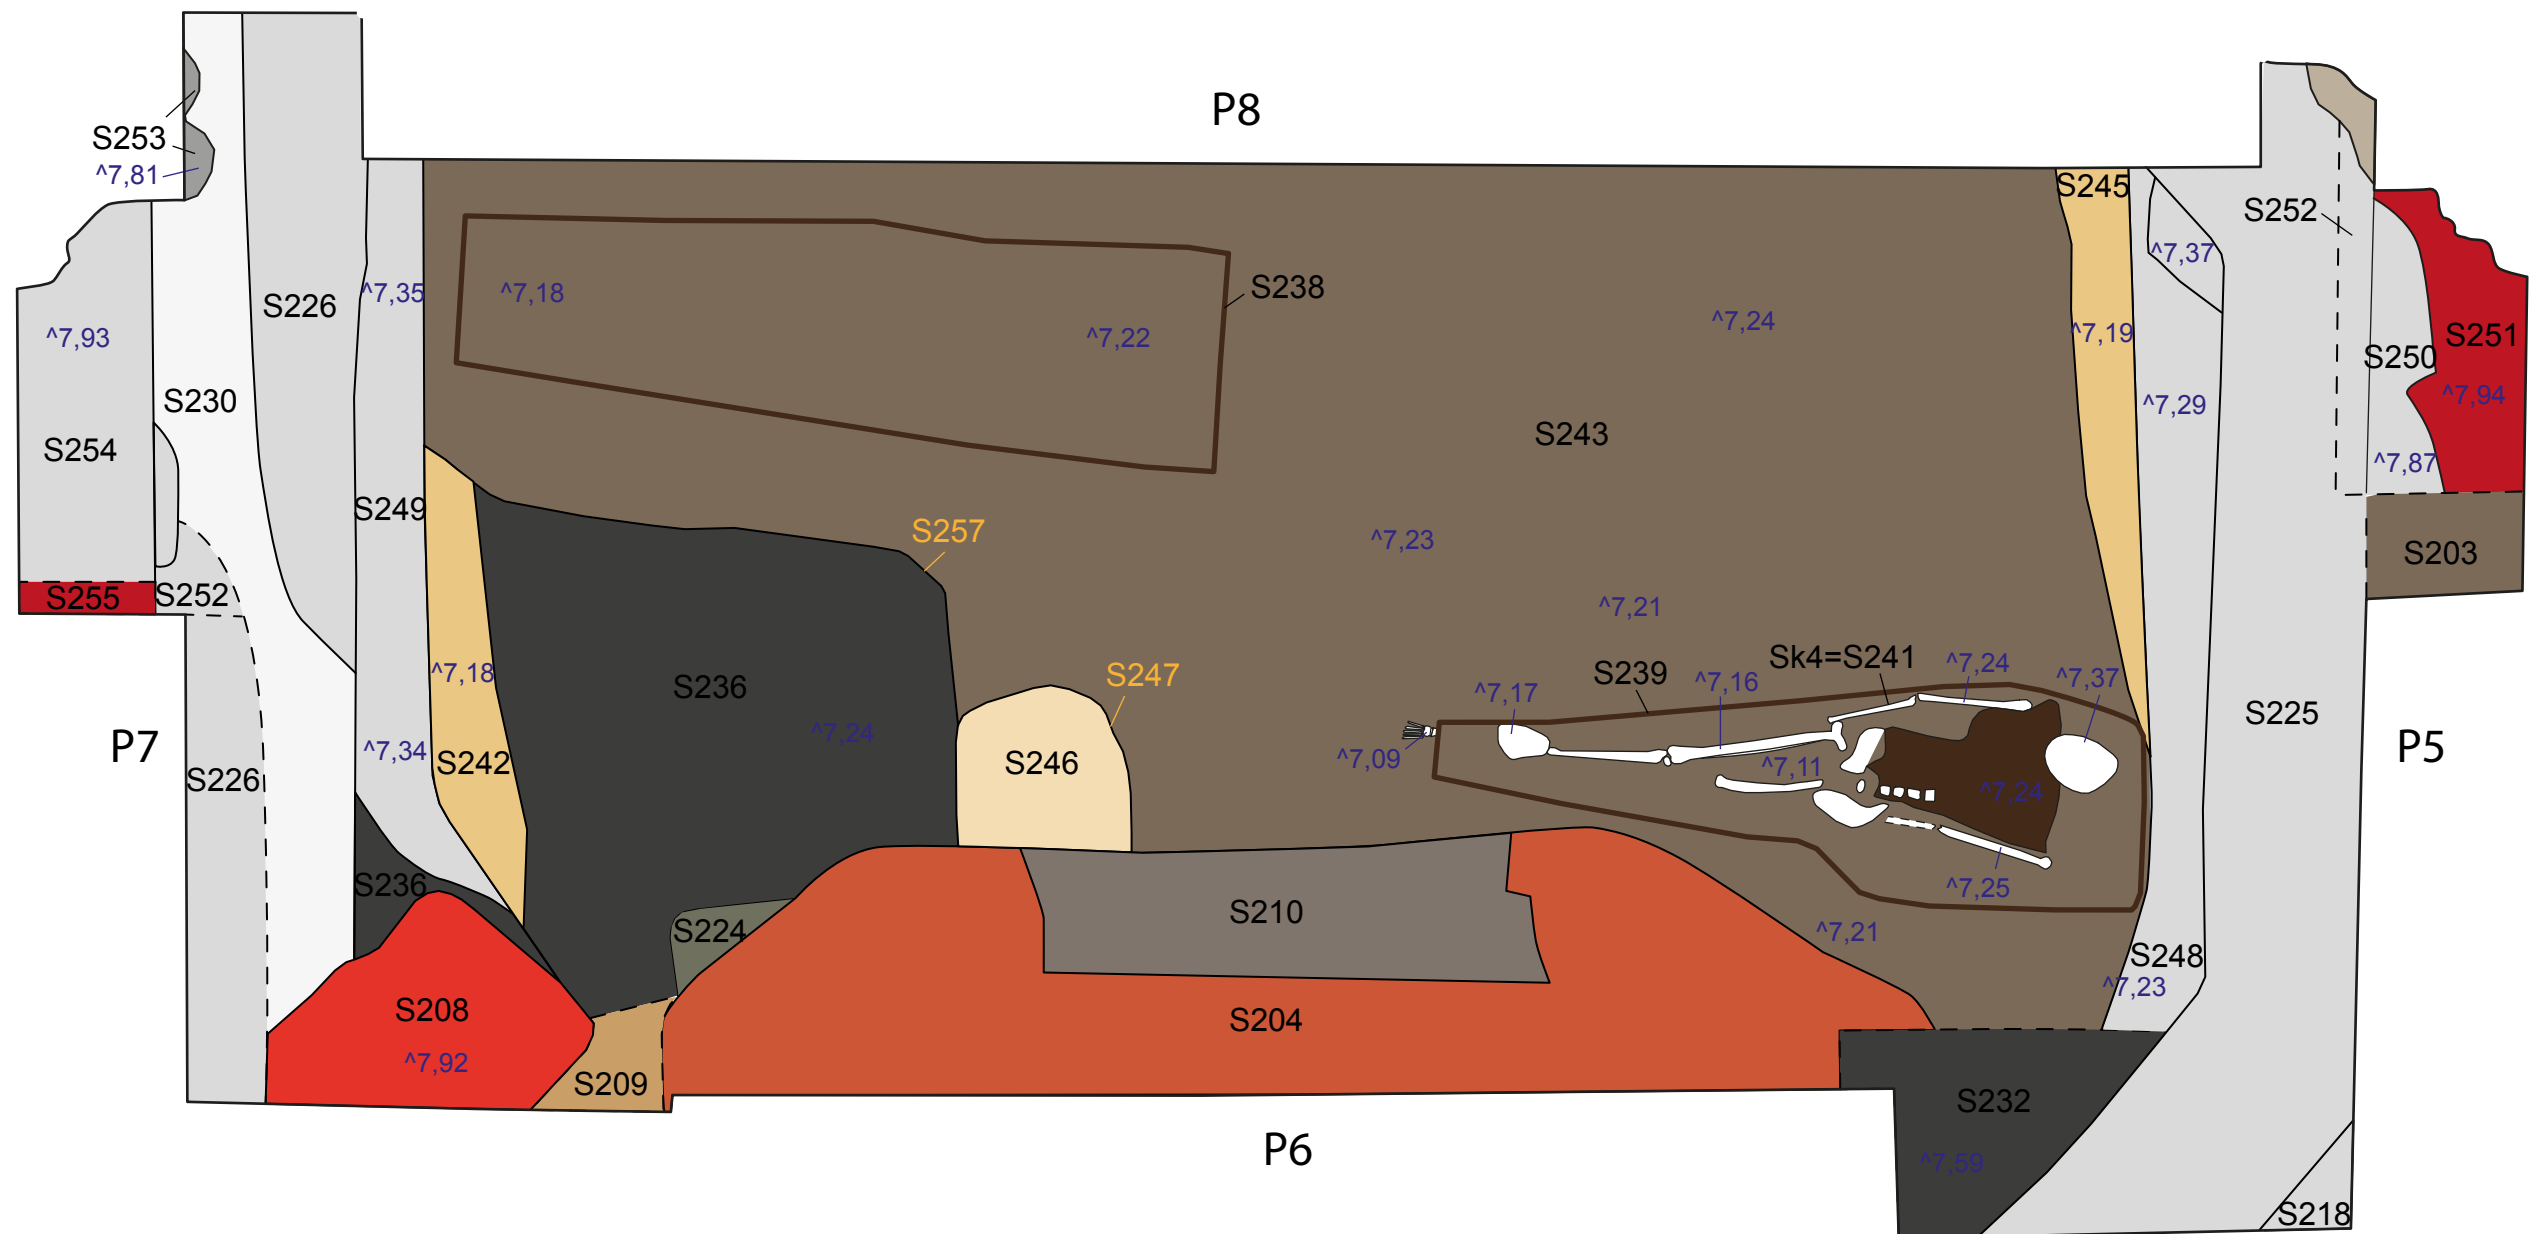 P8
S253
^7,81
S245
S252
^7,37
S226
^7,35
^7,18
S238
^7,22
^7,24
^7,19
S251
^7,93
S250
^7,94
S230
^7,29
S254
S243
^7,87
S249
S257
^7,23
S203
S255
S252
^7,21
^7,18
S236
S247
^7,17
S239
^7,16
Sk4=S241
^7,24
^7,37
S225
P7
^7,34
S242
^7,24
S246
^7,09
^7,11
^7,24
P5
S226
S236
^7,25
S224
S210
^7,21
S248
^7,23
S208
S204
^7,92
S209
S232
P6
^7,59
S218